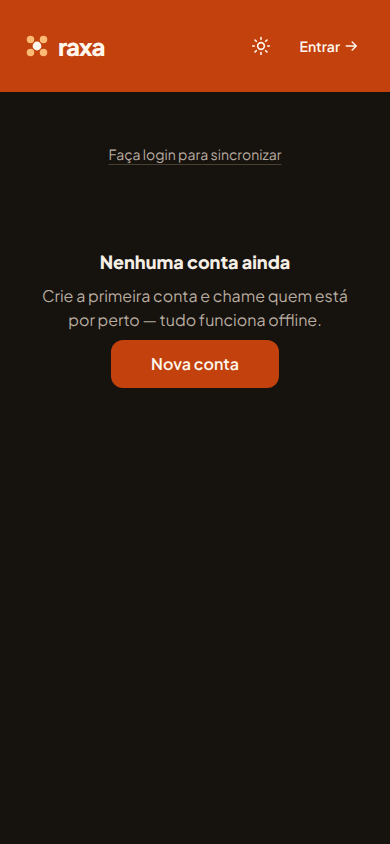 raxa
Entrar →
Faça login para sincronizar
Nenhuma conta ainda
Crie a primeira conta e chame quem está
por perto — tudo funciona offline.
Nova conta